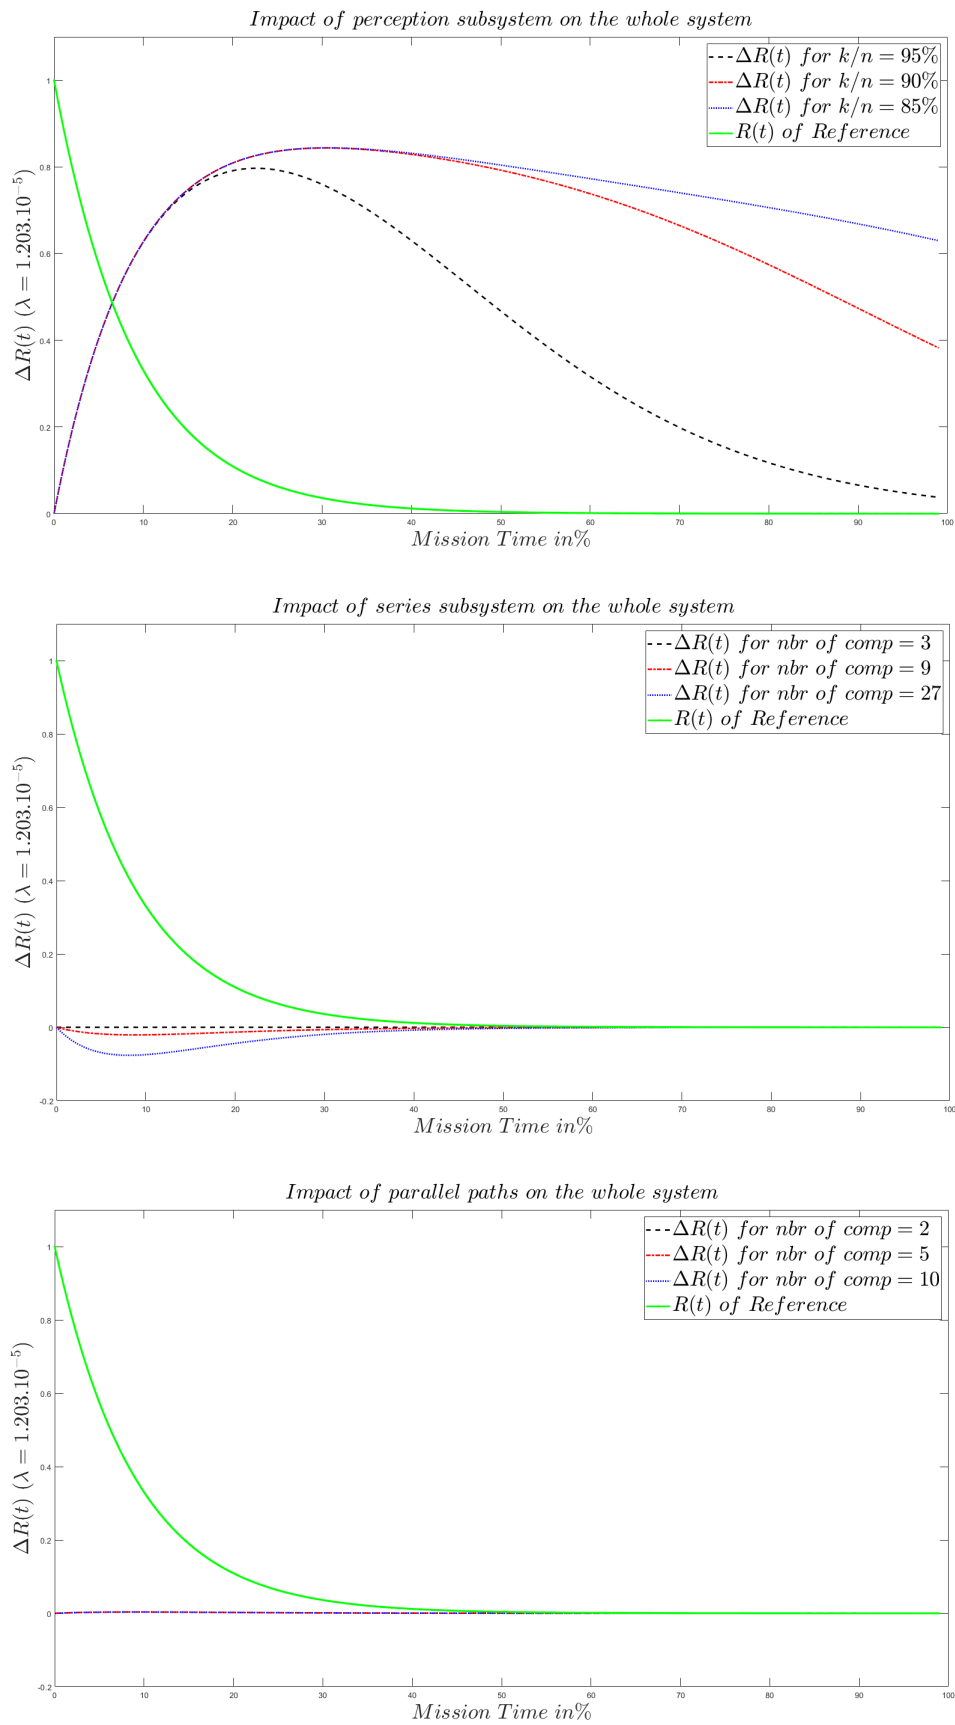 Impact of perception subsystem on the whole system
ΔR(t) for k/n = 95%
ΔR(t) for k/n = 90%
ΔR(t) for k/n = 85%
R(t) of Reference
ΔR(t) (λ = 1.203.10⁻⁵)
1
0.8
0.6
0.4
0.2
0
0 10 20 30 40 50 60 70 80 90 100
Mission Time in%
Impact of series subsystem on the whole system
ΔR(t) for nbr of comp = 3
ΔR(t) for nbr of comp = 9
ΔR(t) for nbr of comp = 27
R(t) of Reference
ΔR(t) (λ = 1.203.10⁻⁵)
1
0.8
0.6
0.4
0.2
0
-0.2
0 10 20 30 40 50 60 70 80 90 100
Mission Time in%
Impact of parallel paths on the whole system
ΔR(t) for nbr of comp = 2
ΔR(t) for nbr of comp = 5
ΔR(t) for nbr of comp = 10
R(t) of Reference
ΔR(t) (λ = 1.203.10⁻⁵)
1
0.8
0.6
0.4
0.2
0
-0.2
0 10 20 30 40 50 60 70 80 90 100
Mission Time in%